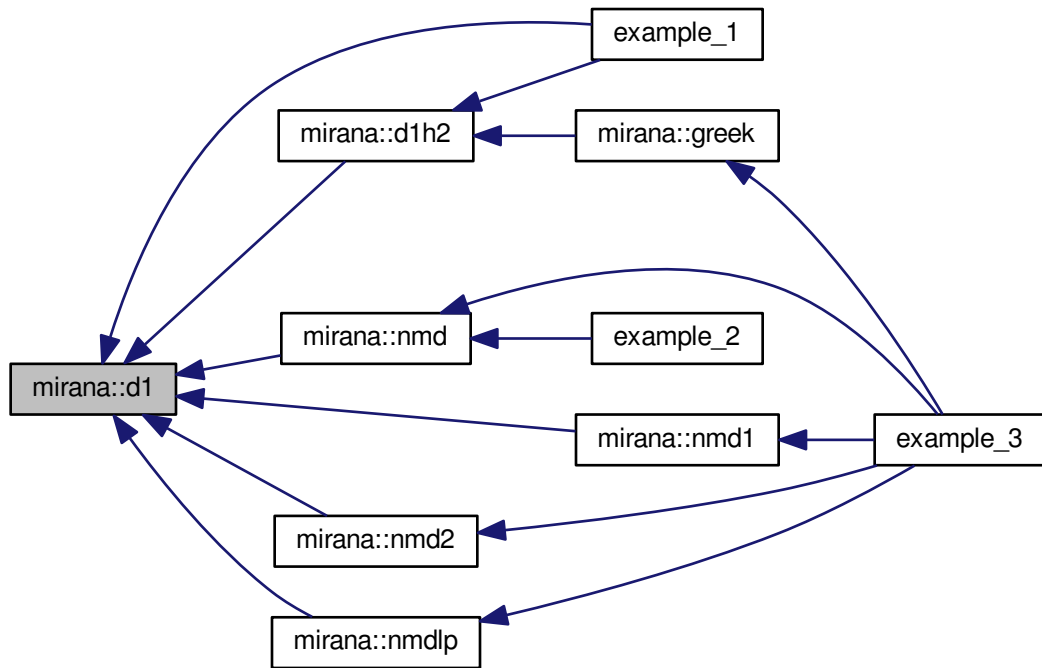 example_1
mirana::d1h2
mirana::greek
mirana::nmd
example_2
mirana::d1
mirana::nmd1
example_3
mirana::nmd2
mirana::nmdlp